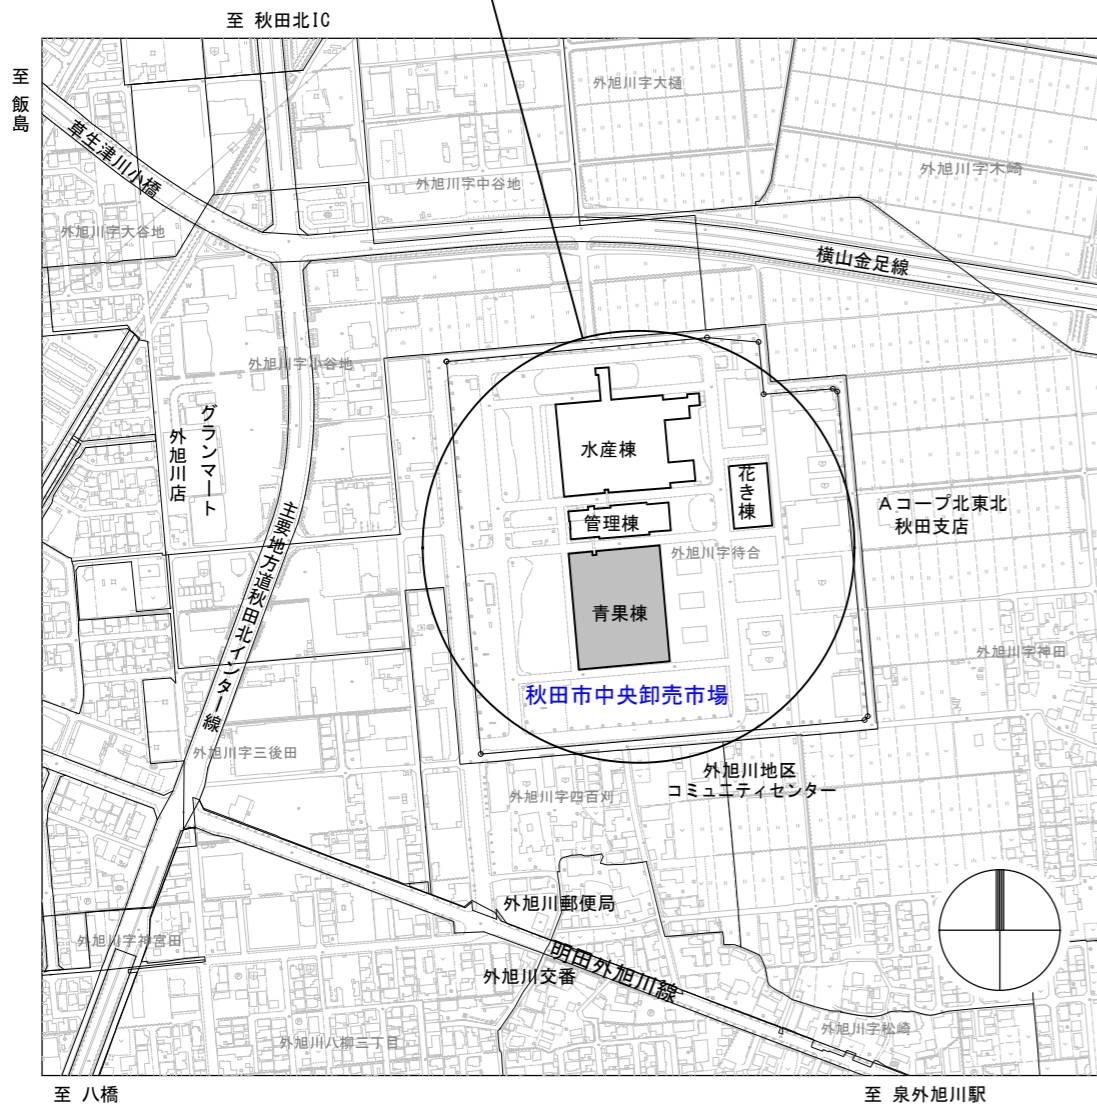 至 秋田北IC
至 飯島
草生津川小橋
外旭川字大樋
外旭川字中谷地
外旭川字木崎
外旭川字大谷地
横山金足線
外旭川字小谷地
グランマート
外旭川店
水産棟
花き棟
Aコープ北東北
秋田支店
管理棟
外旭川字待合
主要地方道秋田北インター線
青果棟
外旭川字神田
秋田市中央卸売市場
外旭川字三後田
外旭川地区
コミュニティセンター
外旭川字四百刈
外旭川郵便局
外旭川字神宮田
明田外旭川線
外旭川交番
外旭川字松崎
外旭川八柳三丁目
至 八橋
至 泉外旭川駅